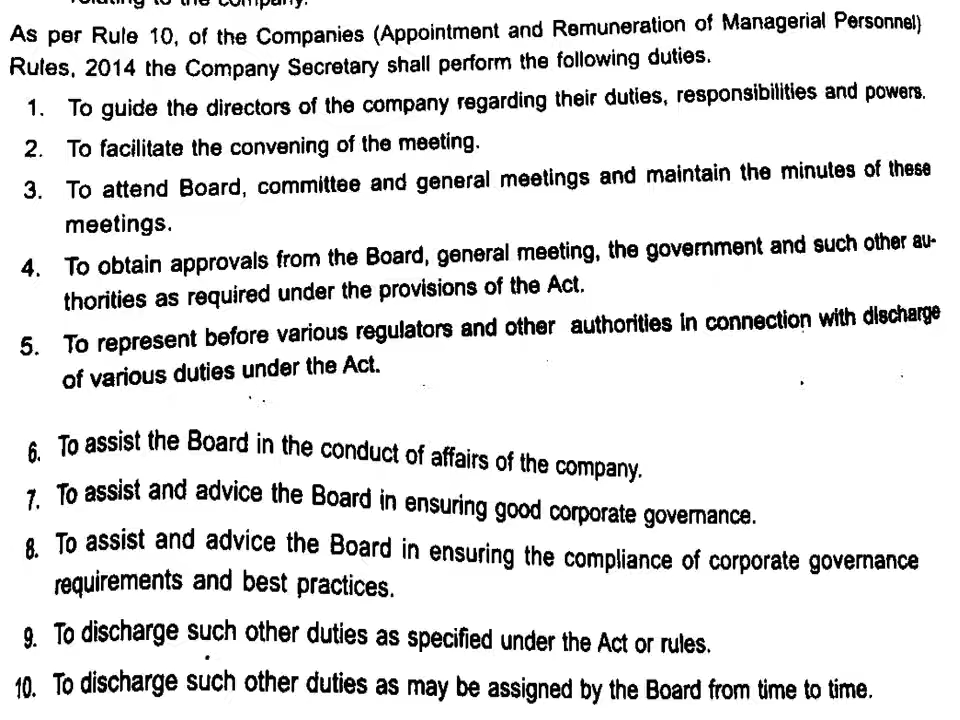 relating to the company.
As per Rule 10, of the Companies (Appointment and Remuneration of Managerial Personnel)
Rules, 2014 the Company Secretary shall perform the following duties.
1. To guide the directors of the company regarding their duties, responsibilities and powers.
2. To facilitate the convening of the meeting.
3. To attend Board, committee and general meetings and maintain the minutes of these
meetings.
4. To obtain approvals from the Board, general meeting, the government and such other au-
thorities as required under the provisions of the Act.
5. To represent before various regulators and other authorities in connection with discharge
of various duties under the Act.
6. To assist the Board in the conduct of affairs of the company.
7. To assist and advice the Board in ensuring good corporate governance.
8. To assist and advice the Board in ensuring the compliance of corporate governance
requirements and best practices.
9. To discharge such other duties as specified under the Act or rules.
10. To discharge such other duties as may be assigned by the Board from time to time.